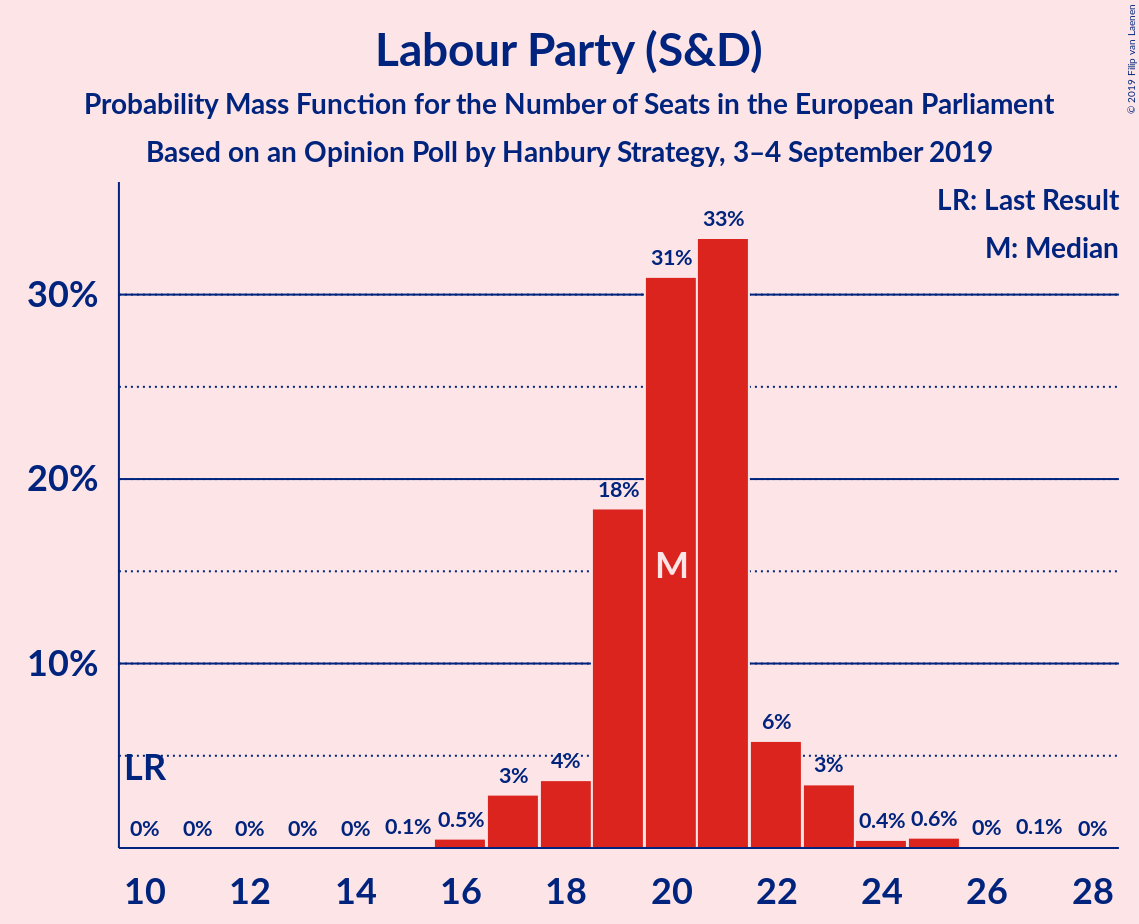 Labour Party (S&D)
Probability Mass Function for the Number of Seats in the European Parliament
Based on an Opinion Poll by Hanbury Strategy, 3–4 September 2019
© 2019 Filip van Laenen
LR: Last Result
M: Median
30%
20%
10%
0% 0% 0% 0% 0% 0.1% 0.5% 3% 4% 18% 31% 33% 6% 3% 0.4% 0.6% 0% 0.1% 0%
LR
M
10 12 14 16 18 20 22 24 26 28